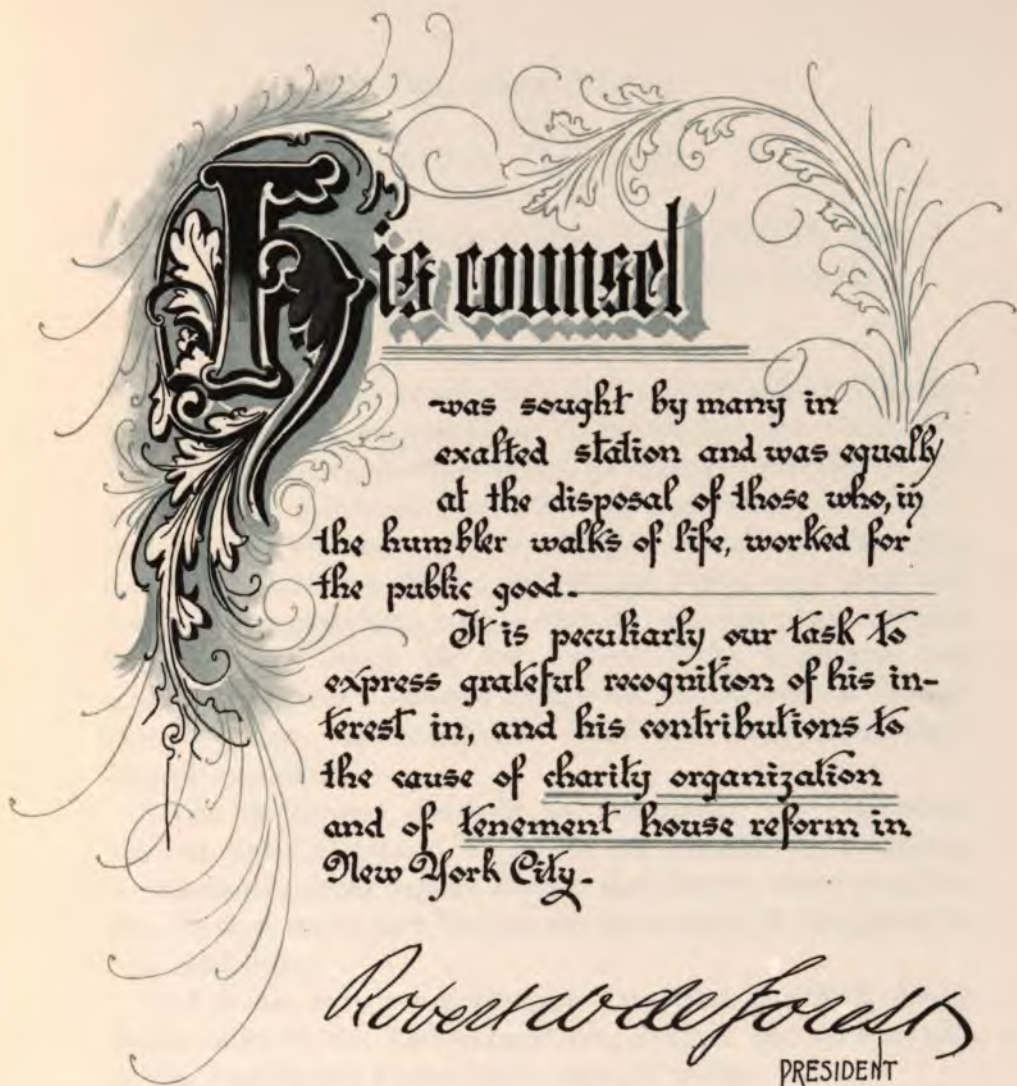 His counsel
was sought by many in
exalted station and was equally
at the disposal of those who, in
the humbler walks of life, worked for
the public good.
It is peculiarly our task to
express grateful recognition of his in-
terest in, and his contributions to
the cause of charity organization
and of tenement house reform in
New York City.
Robert W de Forest
PRESIDENT